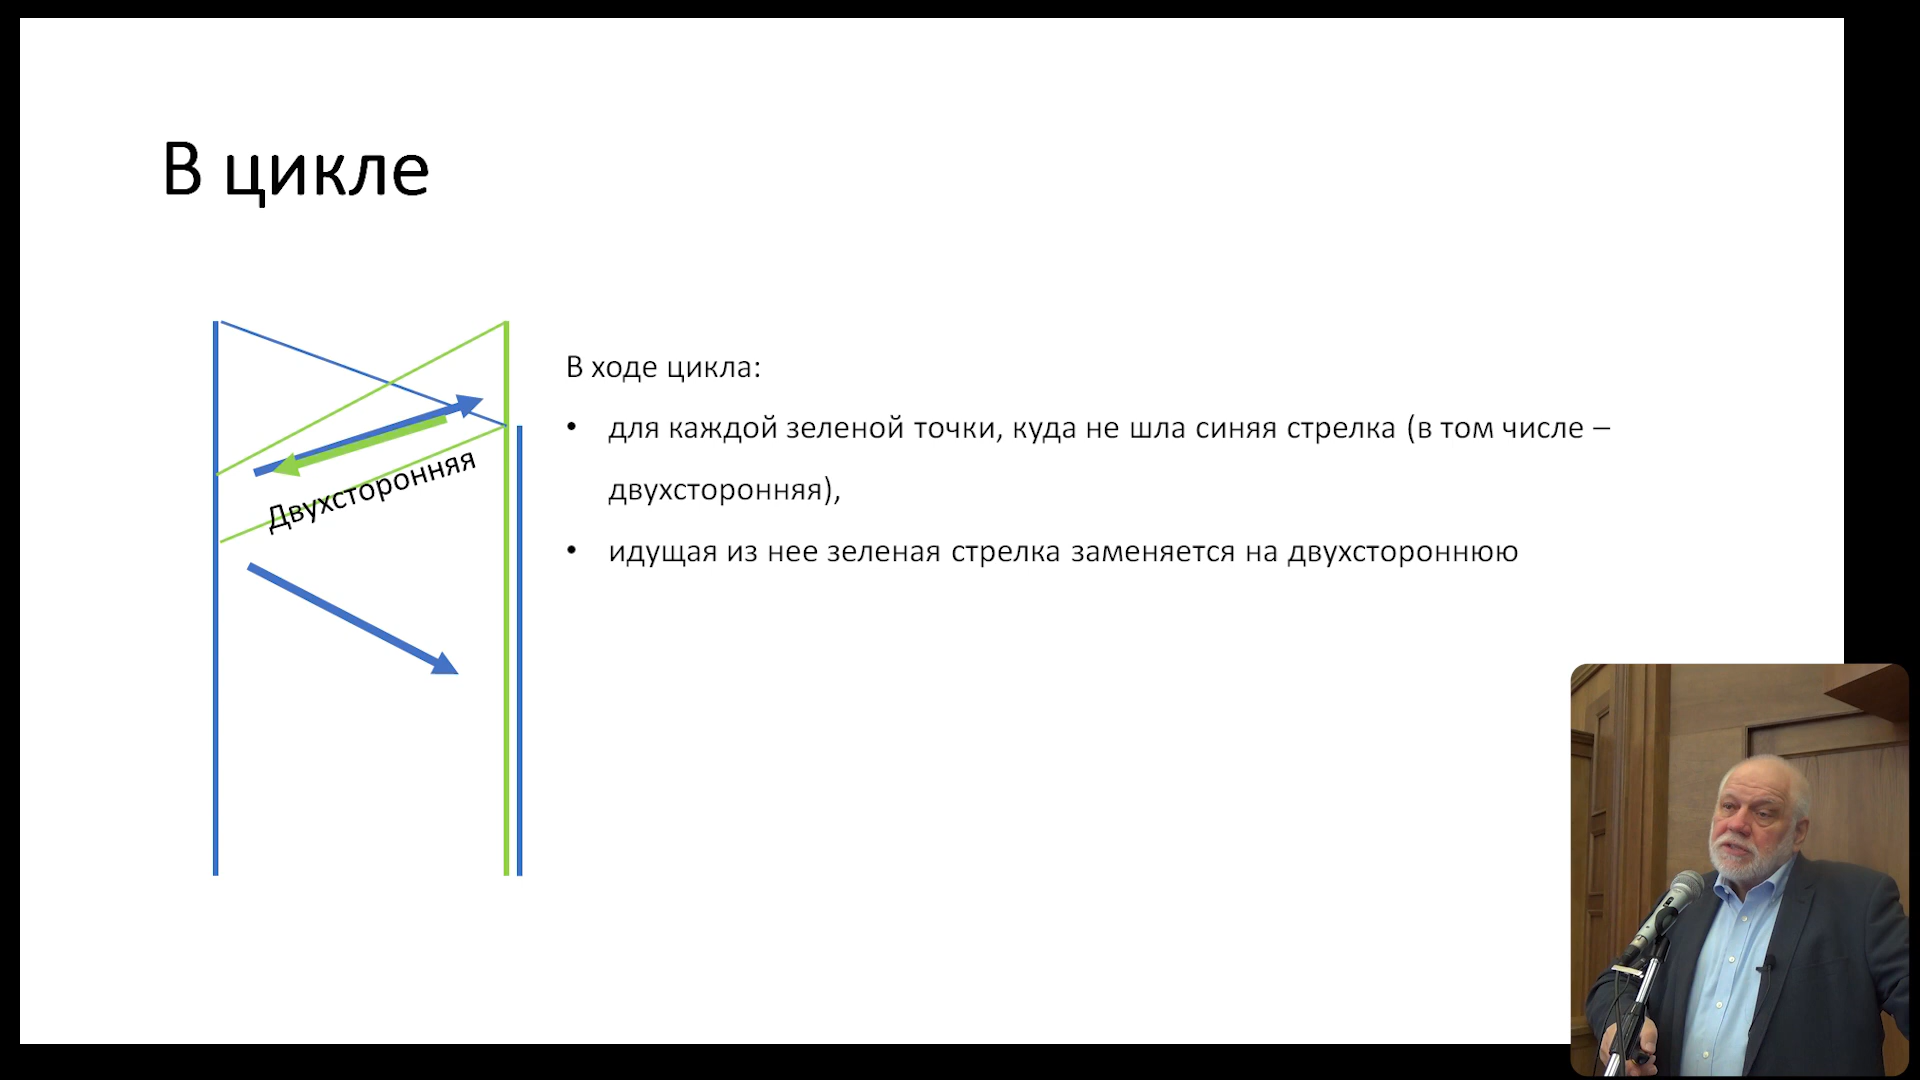 В цикле
В ходе цикла:
• для каждой зеленой точки, куда не шла синяя стрелка (в том числе –
двухсторонняя),
• идущая из нее зеленая стрелка заменяется на двухстороннюю
Двухсторонняя